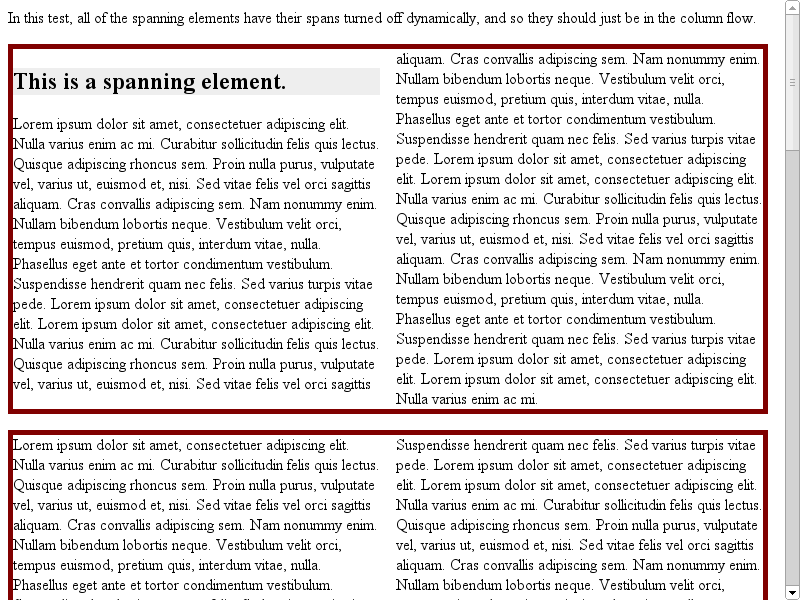 In this test, all of the spanning elements have their spans turned off dynamically, and so they should just be in the column flow.
This is a spanning element.
Lorem ipsum dolor sit amet, consectetuer adipiscing elit.
Nulla varius enim ac mi. Curabitur sollicitudin felis quis lectus.
Quisque adipiscing rhoncus sem. Proin nulla purus, vulputate
vel, varius ut, euismod et, nisi. Sed vitae felis vel orci sagittis
aliquam. Cras convallis adipiscing sem. Nam nonummy enim.
Nullam bibendum lobortis neque. Vestibulum velit orci,
tempus euismod, pretium quis, interdum vitae, nulla.
Phasellus eget ante et tortor condimentum vestibulum.
Suspendisse hendrerit quam nec felis. Sed varius turpis vitae
pede. Lorem ipsum dolor sit amet, consectetuer adipiscing
elit. Lorem ipsum dolor sit amet, consectetuer adipiscing elit.
Nulla varius enim ac mi. Curabitur sollicitudin felis quis lectus.
Quisque adipiscing rhoncus sem. Proin nulla purus, vulputate
vel, varius ut, euismod et, nisi. Sed vitae felis vel orci sagittis
aliquam. Cras convallis adipiscing sem. Nam nonummy enim.
Nullam bibendum lobortis neque. Vestibulum velit orci,
tempus euismod, pretium quis, interdum vitae, nulla.
Phasellus eget ante et tortor condimentum vestibulum.
Suspendisse hendrerit quam nec felis. Sed varius turpis vitae
pede. Lorem ipsum dolor sit amet, consectetuer adipiscing
elit. Lorem ipsum dolor sit amet, consectetuer adipiscing elit.
Nulla varius enim ac mi. Curabitur sollicitudin felis quis lectus.
Quisque adipiscing rhoncus sem. Proin nulla purus, vulputate
vel, varius ut, euismod et, nisi. Sed vitae felis vel orci sagittis
aliquam. Cras convallis adipiscing sem. Nam nonummy enim.
Nullam bibendum lobortis neque. Vestibulum velit orci,
tempus euismod, pretium quis, interdum vitae, nulla.
Phasellus eget ante et tortor condimentum vestibulum.
Suspendisse hendrerit quam nec felis. Sed varius turpis vitae
pede. Lorem ipsum dolor sit amet, consectetuer adipiscing
elit. Lorem ipsum dolor sit amet, consectetuer adipiscing elit.
Nulla varius enim ac mi.
Lorem ipsum dolor sit amet, consectetuer adipiscing elit.
Nulla varius enim ac mi. Curabitur sollicitudin felis quis lectus.
Quisque adipiscing rhoncus sem. Proin nulla purus, vulputate
vel, varius ut, euismod et, nisi. Sed vitae felis vel orci sagittis
aliquam. Cras convallis adipiscing sem. Nam nonummy enim.
Nullam bibendum lobortis neque. Vestibulum velit orci,
tempus euismod, pretium quis, interdum vitae, nulla.
Phasellus eget ante et tortor condimentum vestibulum.
Suspendisse hendrerit quam nec felis. Sed varius turpis vitae
pede. Lorem ipsum dolor sit amet, consectetuer adipiscing
elit. Lorem ipsum dolor sit amet, consectetuer adipiscing elit.
Nulla varius enim ac mi. Curabitur sollicitudin felis quis lectus.
Quisque adipiscing rhoncus sem. Proin nulla purus, vulputate
vel, varius ut, euismod et, nisi. Sed vitae felis vel orci sagittis
aliquam. Cras convallis adipiscing sem. Nam nonummy enim.
Nullam bibendum lobortis neque. Vestibulum velit orci,